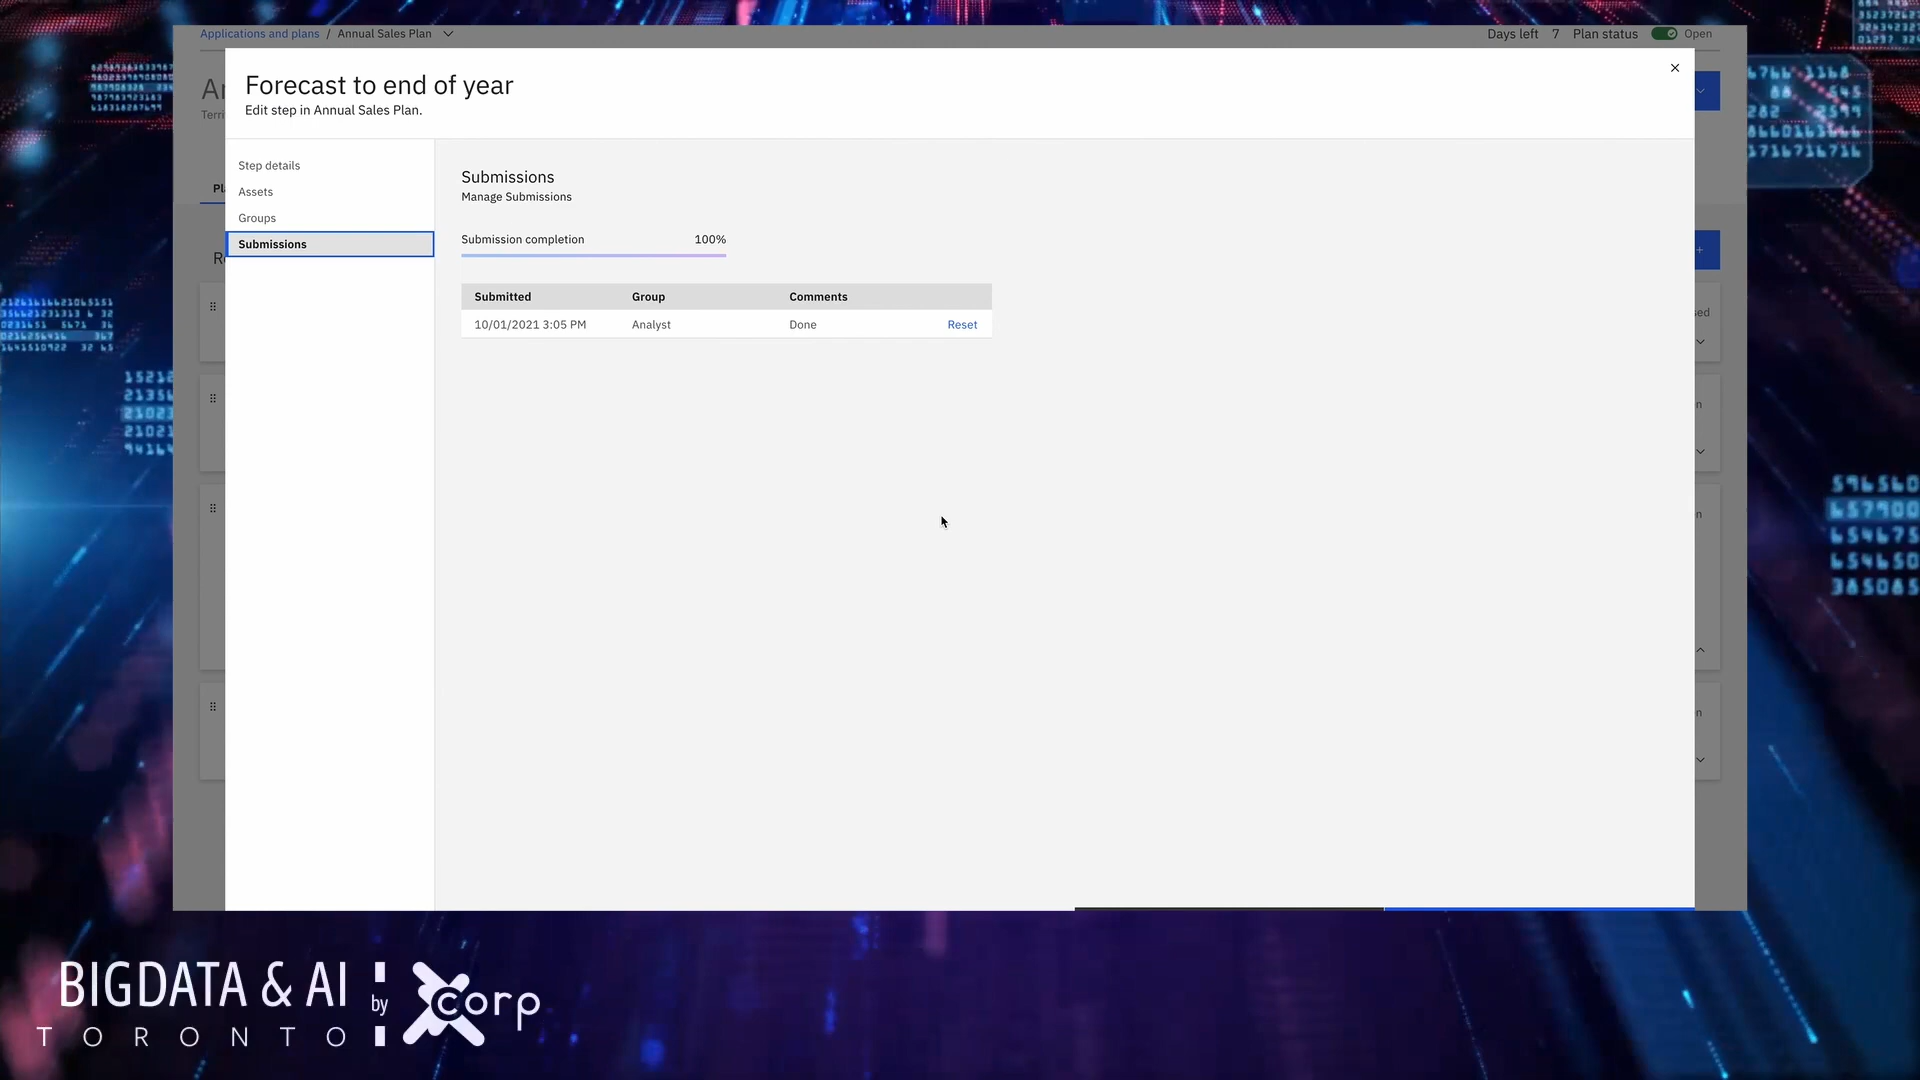 Applications and plans / Annual Sales Plan
Days left 7 Plan status Open
Forecast to end of year
Edit step in Annual Sales Plan.
Step details
Assets
Groups
Submissions
Submissions
Manage Submissions
Submission completion 100%
Submitted Group Comments
10/01/2021 3:05 PM Analyst Done Reset
BIGDATA & AI
TORONTO
by
Xcorp